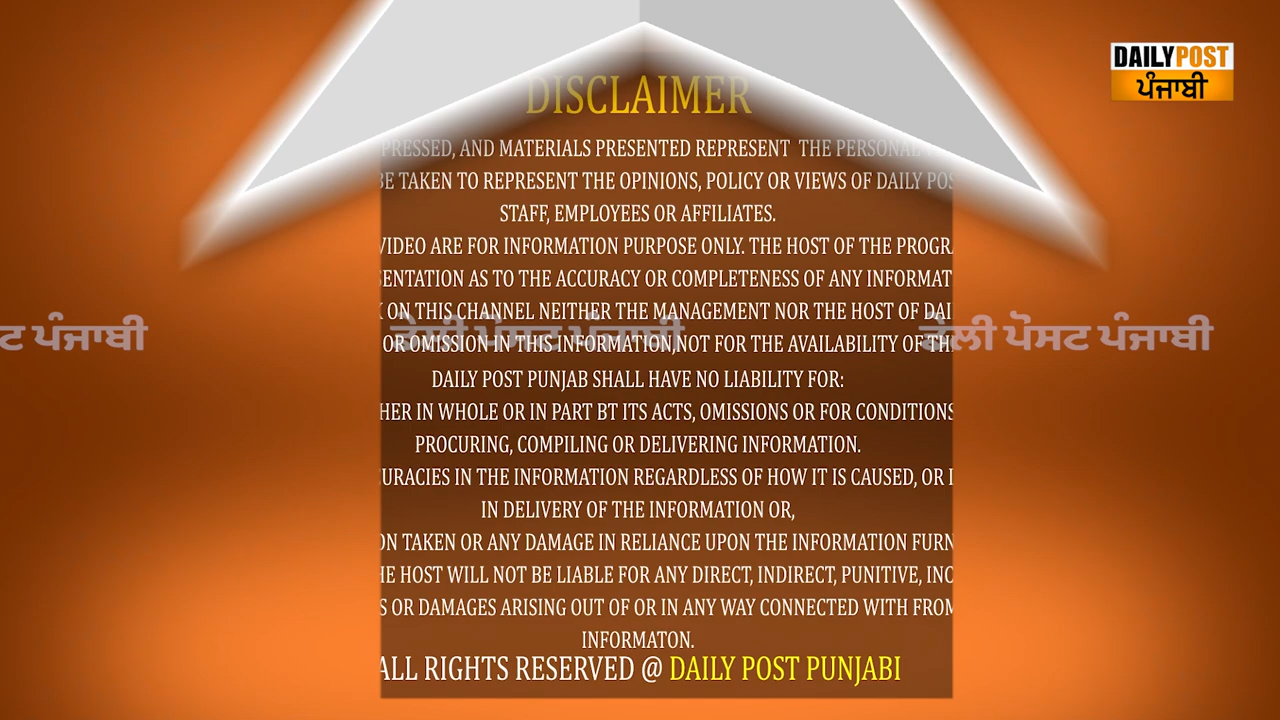 DAILYPOST
ਪੰਜਾਬੀ
DISCLAIMER
PRESSED, AND MATERIALS PRESENTED REPRESENT THE PERSONAL
BE TAKEN TO REPRESENT THE OPINIONS, POLICY OR VIEWS OF DAILY POS
STAFF, EMPLOYEES OR AFFILIATES.
VIDEO ARE FOR INFORMATION PURPOSE ONLY. THE HOST OF THE PROGRA
SENTATION AS TO THE ACCURACY OR COMPLETENESS OF ANY INFORMAT
ON THIS CHANNEL NEITHER THE MANAGEMENT NOR THE HOST OF DAI
ਟ ਪੰਜਾਬੀ ਡੇਲੀ ਪੋਸਟ ਪੰਜਾਬੀ ਡੇਲੀ ਪੋਸਟ ਪੰਜਾਬੀ
OR OMISSION IN THIS INFORMATION,NOT FOR THE AVAILABILITY OF TH
DAILY POST PUNJAB SHALL HAVE NO LIABILITY FOR:
HER IN WHOLE OR IN PART BT ITS ACTS, OMISSIONS OR FOR CONDITIONS
PROCURING, COMPILING OR DELIVERING INFORMATION.
URACIES IN THE INFORMATION REGARDLESS OF HOW IT IS CAUSED, OR I
IN DELIVERY OF THE INFORMATION OR,
ON TAKEN OR ANY DAMAGE IN RELIANCE UPON THE INFORMATION FURN
HE HOST WILL NOT BE LIABLE FOR ANY DIRECT, INDIRECT, PUNITIVE, INC
S OR DAMAGES ARISING OUT OF OR IN ANY WAY CONNECTED WITH FROM
INFORMATON.
ALL RIGHTS RESERVED @ DAILY POST PUNJABI